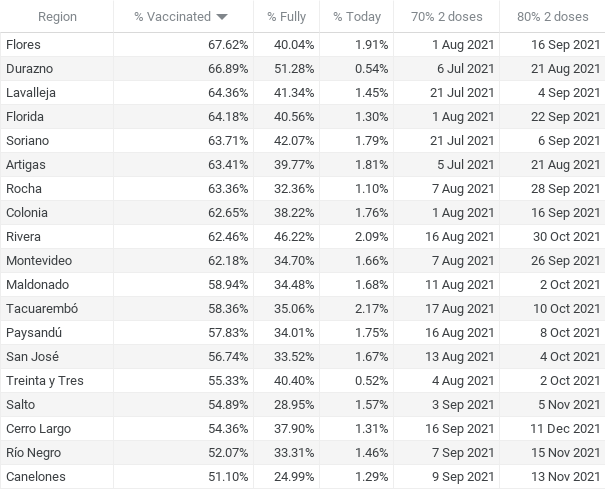 Region % Vaccinated % Fully % Today 70% 2 doses 80% 2 doses
Flores 67.62% 40.04% 1.91% 1 Aug 2021 16 Sep 2021
Durazno 66.89% 51.28% 0.54% 6 Jul 2021 21 Aug 2021
Lavalleja 64.36% 41.34% 1.45% 21 Jul 2021 4 Sep 2021
Florida 64.18% 40.56% 1.30% 1 Aug 2021 22 Sep 2021
Soriano 63.71% 42.07% 1.79% 21 Jul 2021 6 Sep 2021
Artigas 63.41% 39.77% 1.81% 5 Jul 2021 21 Aug 2021
Rocha 63.36% 32.36% 1.10% 7 Aug 2021 28 Sep 2021
Colonia 62.65% 38.22% 1.76% 1 Aug 2021 16 Sep 2021
Rivera 62.46% 46.22% 2.09% 16 Aug 2021 30 Oct 2021
Montevideo 62.18% 34.70% 1.66% 7 Aug 2021 26 Sep 2021
Maldonado 58.94% 34.48% 1.68% 11 Aug 2021 2 Oct 2021
Tacuarembó 58.36% 35.06% 2.17% 17 Aug 2021 10 Oct 2021
Paysandú 57.83% 34.01% 1.75% 16 Aug 2021 8 Oct 2021
San José 56.74% 33.52% 1.67% 13 Aug 2021 4 Oct 2021
Treinta y Tres 55.33% 40.40% 0.52% 4 Aug 2021 2 Oct 2021
Salto 54.89% 28.95% 1.57% 3 Sep 2021 5 Nov 2021
Cerro Largo 54.36% 37.90% 1.31% 16 Sep 2021 11 Dec 2021
Río Negro 52.07% 33.31% 1.46% 7 Sep 2021 15 Nov 2021
Canelones 51.10% 24.99% 1.29% 9 Sep 2021 13 Nov 2021